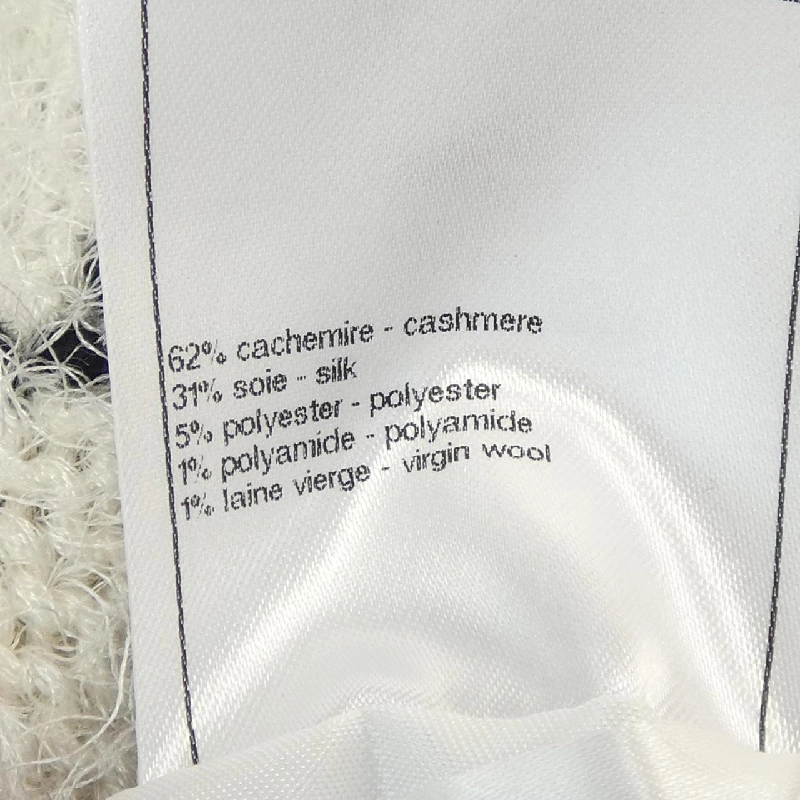 62% cachemire - cashmere
31% soie - silk
5% polyester - polyester
1% polyamide - polyamide
1% laine vierge - virgin wool